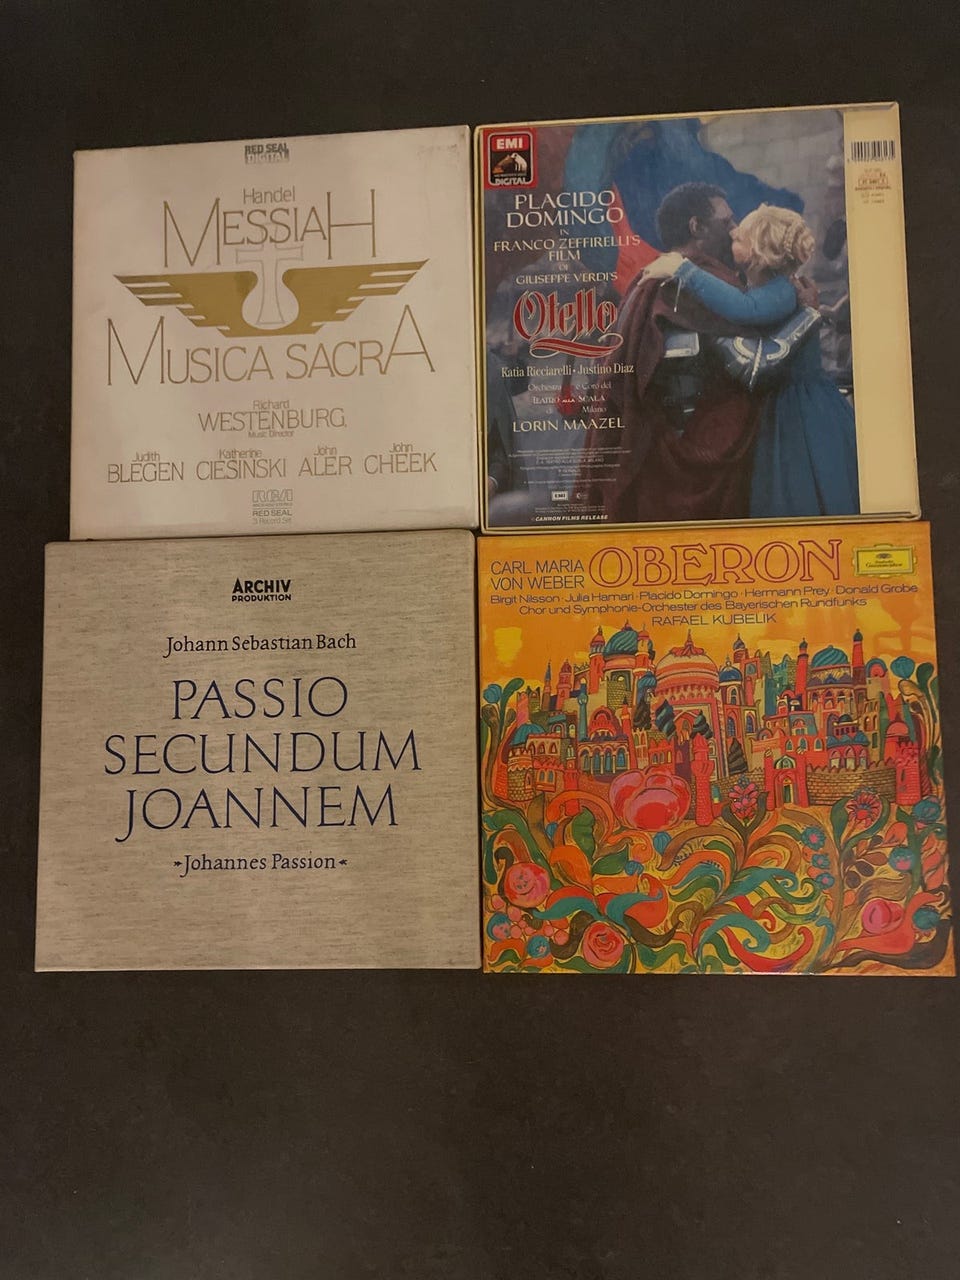 RED SEAL
DIGITAL
Handel
MESSIAH
MUSICA SACRA
Richard
WESTENBURG,
Music Director
Judith
BLEGEN
Katherine
CIESINSKI
John
ALER
John
CHEEK
RCA
RED SEAL
3 Record Set
EMI
DIGITAL
PLACIDO
DOMINGO
IN
FRANCO ZEFFIRELLI'S
FILM
OF
GIUSEPPE VERDI'S
Otello
Katia Ricciarelli · Justino Diaz
Orchestra e Coro del
TEATRO ALLA SCALA
di Milano
LORIN MAAZEL
EMI
CANNON FILMS RELEASE
ARCHIV
PRODUKTION
Johann Sebastian Bach
PASSIO
SECUNDUM
JOANNEM
»Johannes Passion«
CARL MARIA
VON WEBER
OBERON
Deutsche
Grammophon
Birgit Nilsson · Julia Hamari · Placido Domingo · Hermann Prey · Donald Grobe
Chor und Symphonie-Orchester des Bayerischen Rundfunks
RAFAEL KUBELIK